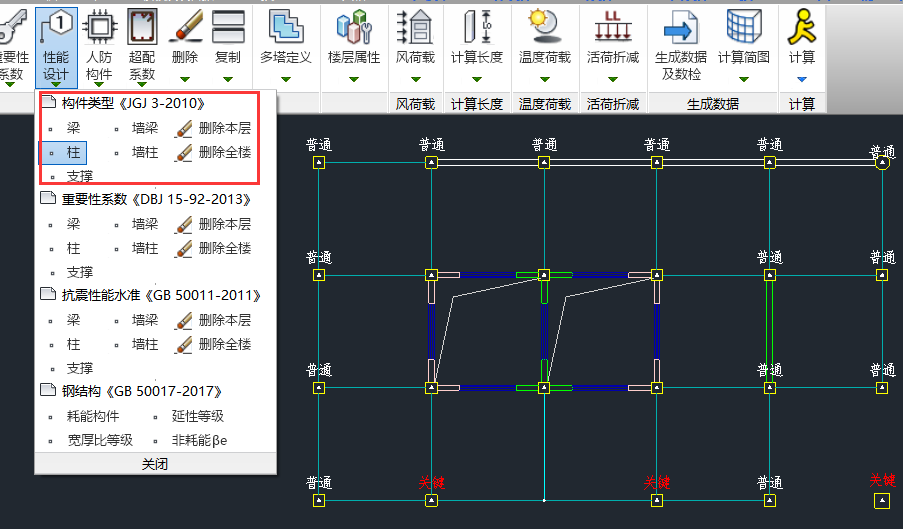 重要性 性能 人防 超配 删除 复制 多塔定义 楼层属性 风荷载 计算长度 温度荷载 活荷折减 生成数据 计算简图 计算
系数 设计 构件 系数 及数检
风荷载 计算长度 温度荷载 活荷折减 生成数据 计算
构件类型《JGJ 3-2010》
梁 墙梁 删除本层
柱 墙柱 删除全楼
支撑
重要性系数《DBJ 15-92-2013》
梁 墙梁 删除本层
柱 墙柱 删除全楼
支撑
抗震性能水准《GB 50011-2011》
梁 墙梁 删除本层
柱 墙柱 删除全楼
支撑
钢结构《GB 50017-2017》
耗能构件 延性等级
宽厚比等级 非耗能βe
关闭
普通 普通 普通 普通 普通
普通 普通 普通
普通 普通 普通
普通 关键 关键 普通 关键